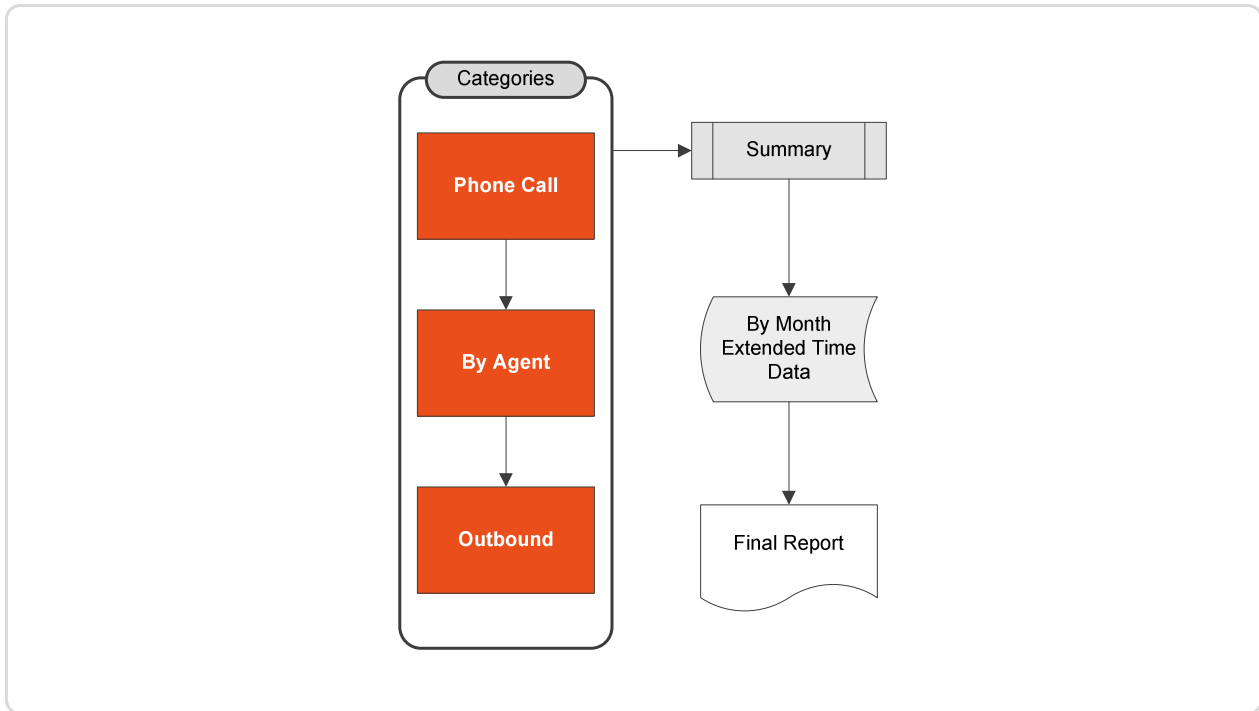 Categories
Phone Call
By Agent
Outbound
Summary
By Month
Extended Time
Data
Final Report